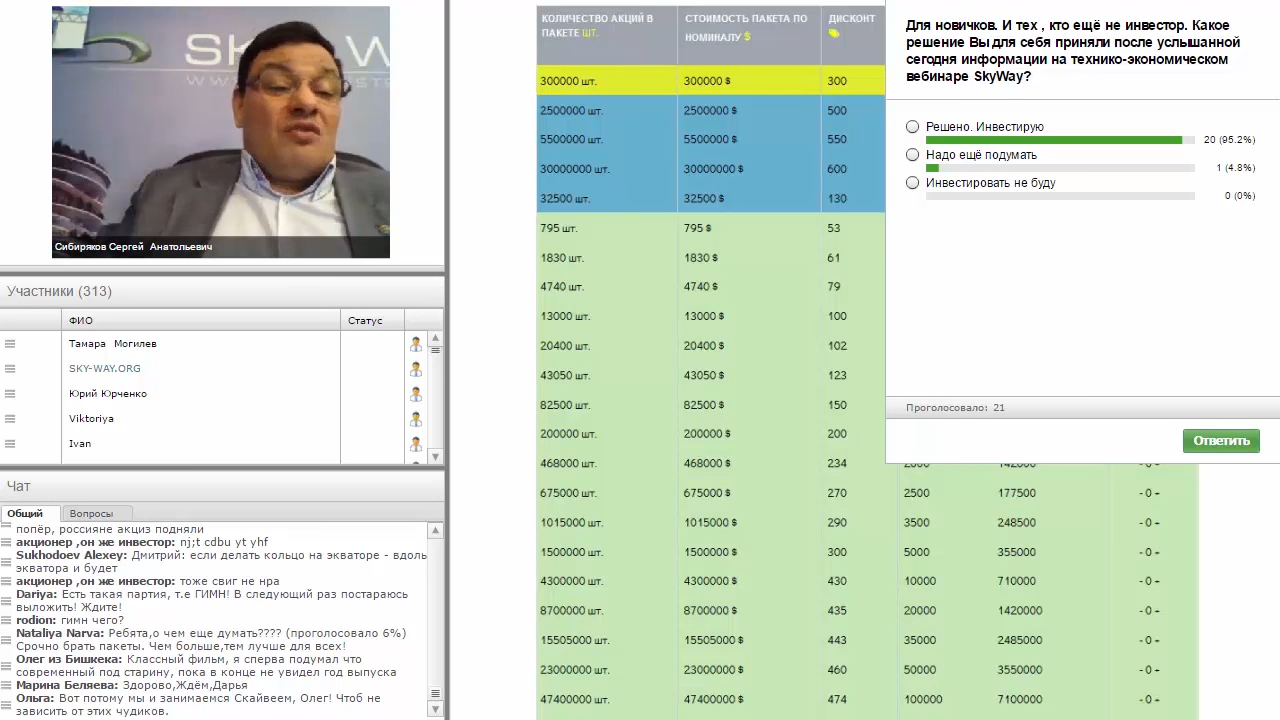 SKY W
WWW.
Сибиряков Сергей Анатольевич
Участники (313)
ФИО
Статус
Тамара Могилев
SKY-WAY.ORG
Юрий Юрченко
Viktoriya
Ivan
Чат
Общий
Вопросы
попёр, россияне акциз подняли
акционер ,он же инвестор: nj;t cdbu yt yhf
Sukhodoev Alexey: Дмитрий: если делать кольцо на экваторе - вдоль
экватора и будет
акционер ,он же инвестор: тоже свиг не нра
Dariya: Есть такая партия, т.е ГИМН! В следующий раз постараюсь
выложить! Ждите!
rodion: гимн чего?
Nataliya Narva: Ребята,о чем еще думать???? (проголосовало 6%)
Срочно брать пакеты. Чем больше,тем лучше для всех!
Олег из Бишкека: Классный фильм, я сперва подумал что
современный под старину, пока в конце не увидел год выпуска
Марина Беляева: Здорово,Ждём,Дарья
Ольга: Вот потому мы и занимаемся Скайвеем, Олег! Чтоб не
зависить от этих чудиков.
КОЛИЧЕСТВО АКЦИЙ В
ПАКЕТЕ ШТ.
СТОИМОСТЬ ПАКЕТА ПО
НОМИНАЛУ $
ДИСКОНТ
300000 шт. 300000 $ 300
2500000 шт. 2500000 $ 500
5500000 шт. 5500000 $ 550
30000000 шт. 30000000 $ 600
32500 шт. 32500 $ 130
795 шт. 795 $ 53
1830 шт. 1830 $ 61
4740 шт. 4740 $ 79
13000 шт. 13000 $ 100
20400 шт. 20400 $ 102
43050 шт. 43050 $ 123
82500 шт. 82500 $ 150
200000 шт. 200000 $ 200
468000 шт. 468000 $ 234 2000 142000 - 0 +
675000 шт. 675000 $ 270 2500 177500 - 0 +
1015000 шт. 1015000 $ 290 3500 248500 - 0 +
1500000 шт. 1500000 $ 300 5000 355000 - 0 +
4300000 шт. 4300000 $ 430 10000 710000 - 0 +
8700000 шт. 8700000 $ 435 20000 1420000 - 0 +
15505000 шт. 15505000 $ 443 35000 2485000 - 0 +
23000000 шт. 23000000 $ 460 50000 3550000 - 0 +
47400000 шт. 47400000 $ 474 100000 7100000 - 0 +
Для новичков. И тех , кто ещё не инвестор. Какое
решение Вы для себя приняли после услышанной
сегодня информации на технико-экономическом
вебинаре SkyWay?
Решено. Инвестирую
20 (95.2%)
Надо ещё подумать
1 (4.8%)
Инвестировать не буду
0 (0%)
Проголосовало: 21
Ответить